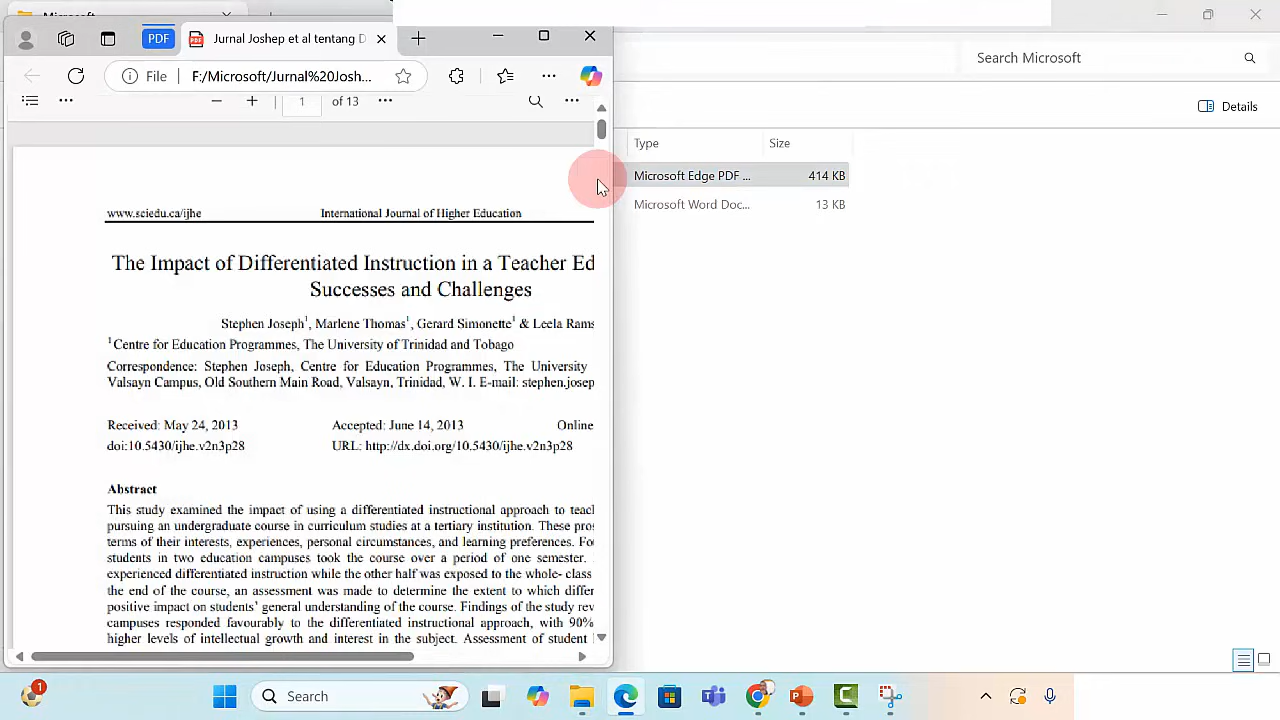 Microsoft
PDF
Jurnal Joshep et al tentang D
File
F:/Microsoft/Jurnal%20Josh...
Search Microsoft
1 of 13
Details
Type Size
Microsoft Edge PDF ... 414 KB
Microsoft Word Doc... 13 KB
www.sciedu.ca/ijhe International Journal of Higher Education
The Impact of Differentiated Instruction in a Teacher Ed
Successes and Challenges
Stephen Joseph1, Marlene Thomas1, Gerard Simonette1 & Leela Rams
1 Centre for Education Programmes, The University of Trinidad and Tobago
Correspondence: Stephen Joseph, Centre for Education Programmes, The University
Valsayn Campus, Old Southern Main Road, Valsayn, Trinidad, W. I. E-mail: stephen.josep
Received: May 24, 2013 Accepted: June 14, 2013 Online
doi:10.5430/ijhe.v2n3p28 URL: http://dx.doi.org/10.5430/ijhe.v2n3p28
Abstract
This study examined the impact of using a differentiated instructional approach to teac
pursuing an undergraduate course in curriculum studies at a tertiary institution. These pros
terms of their interests, experiences, personal circumstances, and learning preferences. Fo
students in two education campuses took the course over a period of one semester.
experienced differentiated instruction while the other half was exposed to the whole- class
the end of the course, an assessment was made to determine the extent to which differ
positive impact on students' general understanding of the course. Findings of the study rev
campuses responded favourably to the differentiated instructional approach, with 90%
higher levels of intellectual growth and interest in the subject. Assessment of student
1
Search